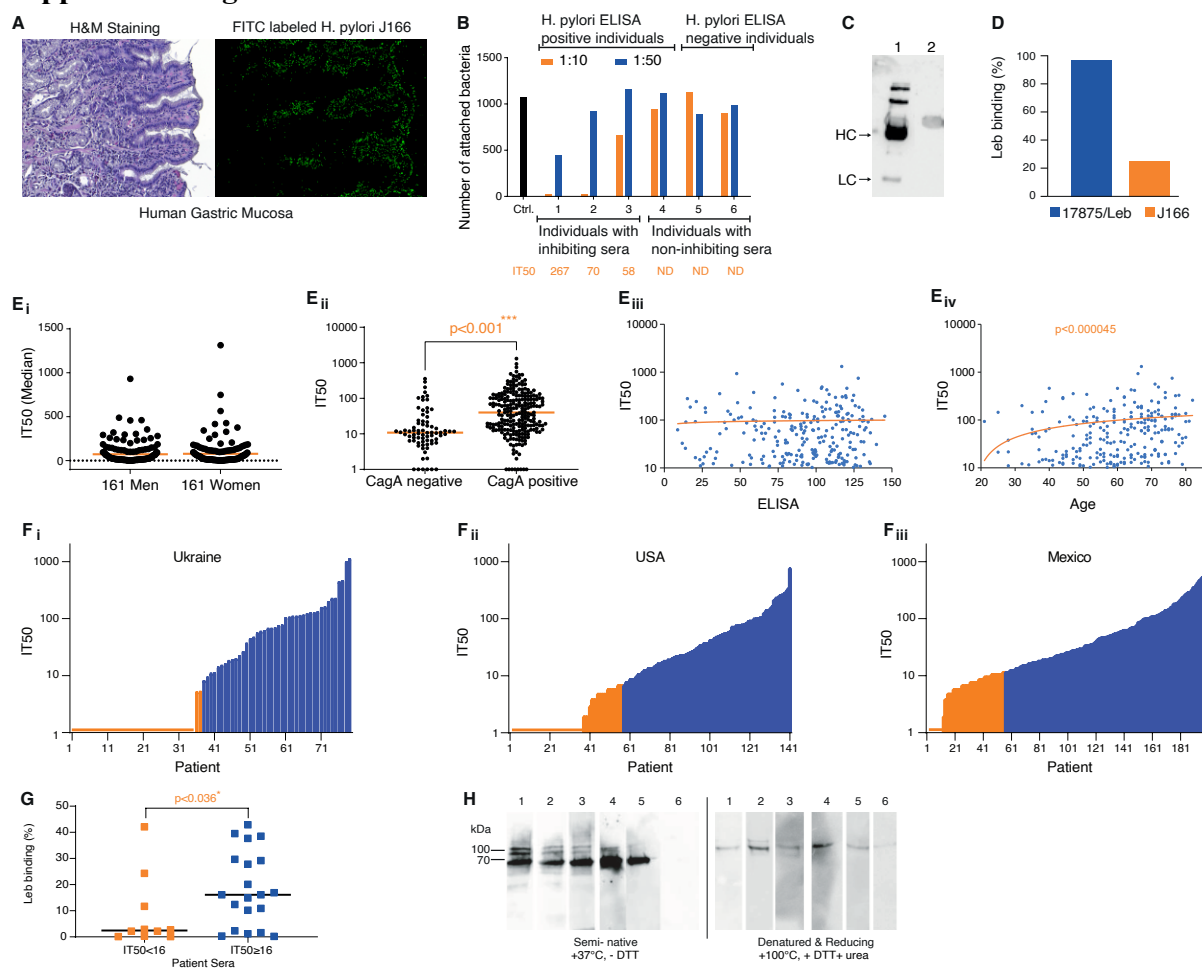 A
H&M Staining
FITC labeled H. pylori J166
Human Gastric Mucosa
B
H. pylori ELISA positive individuals
H. pylori ELISA negative individuals
1:10
1:50
Number of attached bacteria
1500
1000
500
0
Ctrl. 1 2 3 4 5 6
Individuals with inhibiting sera
Individuals with non-inhibiting sera
IT50 267 70 58 ND ND ND
C
1 2
HC
LC
D
Leb binding (%)
100
80
60
40
20
0
17875/Leb
J166
Ei
IT50 (Median)
1500
1000
500
0
161 Men
161 Women
Eii
p<0.001***
IT50
10000
1000
100
10
1
CagA negative
CagA positive
Eiii
IT50
10000
1000
100
10
0 25 50 75 100 125 150
ELISA
Eiv
p<0.000045
IT50
10000
1000
100
10
20 30 40 50 60 70 80
Age
Fi
Ukraine
IT50
1000
100
10
1
1 11 21 31 41 51 61 71
Patient
Fii
USA
IT50
1000
100
10
1
1 41 61 101 121 141
Patient
Fiii
Mexico
IT50
1000
100
10
1
1 21 41 61 81 101 121 141 161 181
Patient
G
p<0.036*
Leb binding (%)
50
40
30
20
10
0
IT50<16
IT50≥16
Patient Sera
H
1 2 3 4 5 6
1 2 3 4 5 6
kDa
100
70
Semi- native
+37°C, - DTT
Denatured & Reducing
+100°C, + DTT+ urea